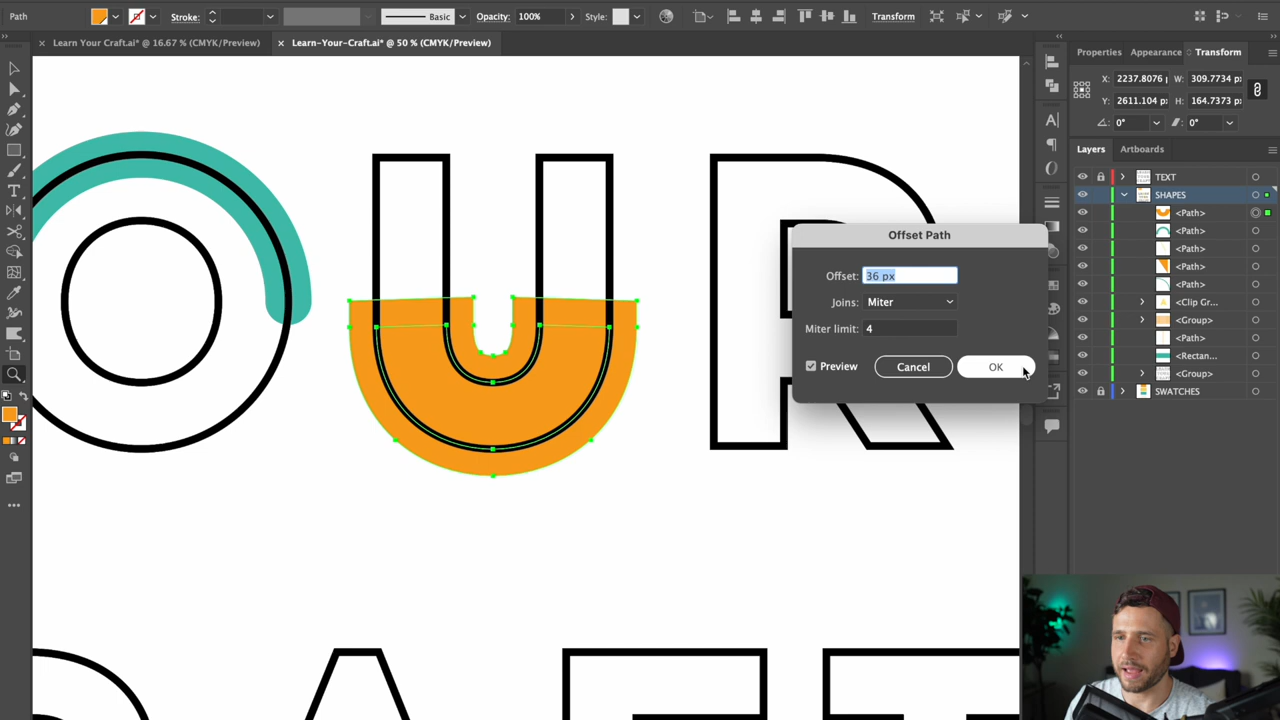 Path Stroke: Basic Opacity: 100% Style: Transform
Learn Your Craft.ai* @ 16.67 % (CMYK/Preview) Learn-Your-Craft.ai* @ 50 % (CMYK/Preview)
Properties Appearance Transform
X: 2237.8076 W: 309.7734 px
Y: 2611.104 px H: 164.7373 px
0° 0°
Layers Artboards
TEXT
SHAPES
<Path>
<Path>
<Path>
<Path>
<Path>
<Clip Gr...
<Group>
<Path>
<Rectan...
<Group>
SWATCHES
Offset Path
Offset: 36 px
Joins: Miter
Miter limit: 4
Preview Cancel OK
OUR